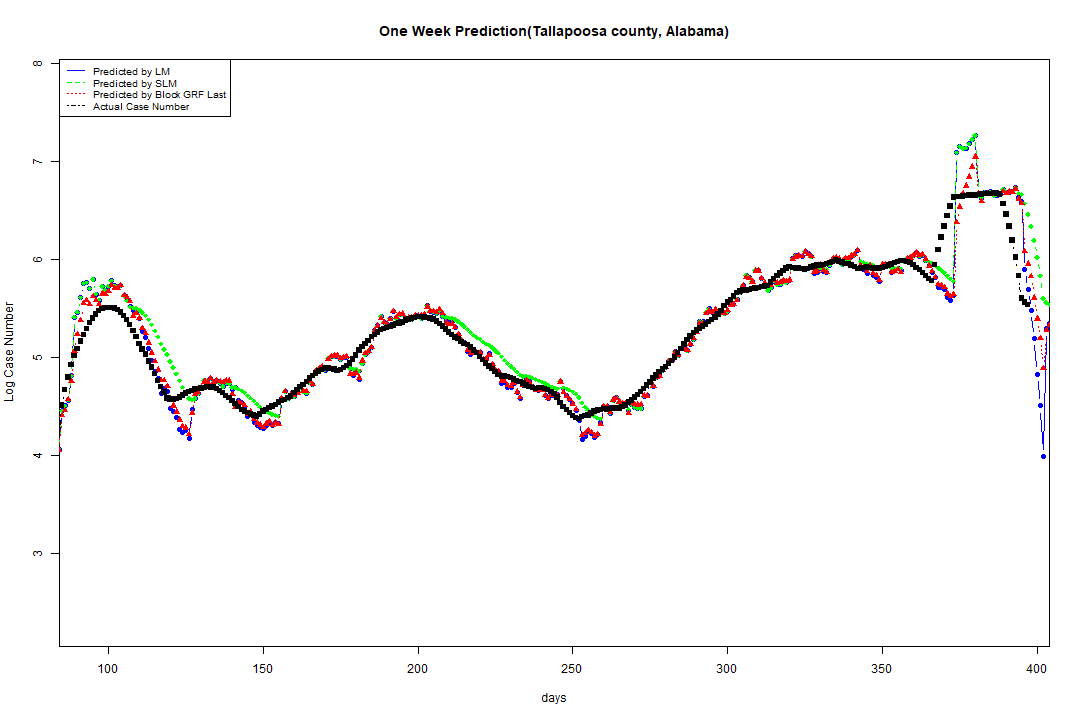 One Week Prediction(Tallapoosa county, Alabama)
Predicted by LM
Predicted by SLM
Predicted by Block GRF Last
Actual Case Number
Log Case Number
8
7
6
5
4
3
100 150 200 250 300 350 400
days